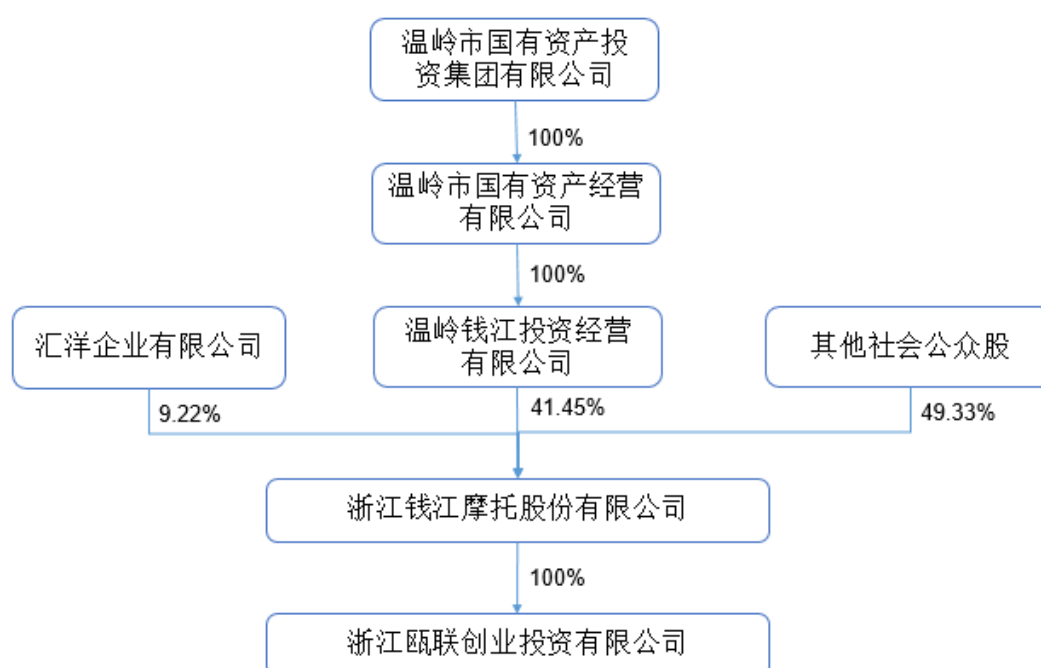 温岭市国有资产投
资集团有限公司
100%
温岭市国有资产经营
有限公司
100%
汇洋企业有限公司
温岭钱江投资经营
有限公司
其他社会公众股
9.22%
41.45%
49.33%
浙江钱江摩托股份有限公司
100%
浙江瓯联创业投资有限公司